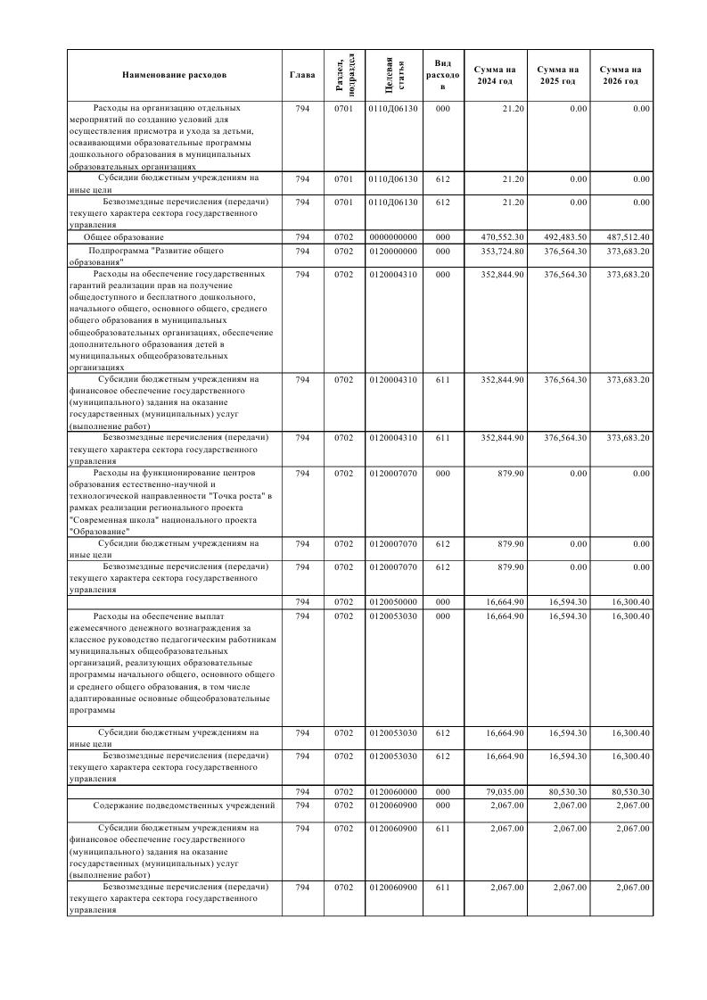 Наименование расходов Глава Раздел, подраздел Целевая статья Вид расходо в Сумма на 2024 год Сумма на 2025 год Сумма на 2026 год
Расходы на организацию отдельных 794 0701 0110Д06130 000 21.20 0.00 0.00
мероприятий по созданию условий для
осуществления присмотра и ухода за детьми,
осваивающими образовательные программы
дошкольного образования в муниципальных
образовательных организациях
Субсидии бюджетным учреждениям на 794 0701 0110Д06130 612 21.20 0.00 0.00
иные цели
Безвозмездные перечисления (передачи) 794 0701 0110Д06130 612 21.20 0.00 0.00
текущего характера сектора государственного
управления
Общее образование 794 0702 0000000000 000 470,552.30 492,483.50 487,512.40
Подпрограмма "Развитие общего 794 0702 0120000000 000 353,724.80 376,564.30 373,683.20
образования"
Расходы на обеспечение государственных 794 0702 0120004310 000 352,844.90 376,564.30 373,683.20
гарантий реализации прав на получение
общедоступного и бесплатного дошкольного,
начального общего, основного общего, среднего
общего образования в муниципальных
общеобразовательных организациях, обеспечение
дополнительного образования детей в
муниципальных общеобразовательных
организациях
Субсидии бюджетным учреждениям на 794 0702 0120004310 611 352,844.90 376,564.30 373,683.20
финансовое обеспечение государственного
(муниципального) задания на оказание
государственных (муниципальных) услуг
(выполнение работ)
Безвозмездные перечисления (передачи) 794 0702 0120004310 611 352,844.90 376,564.30 373,683.20
текущего характера сектора государственного
управления
Расходы на функционирование центров 794 0702 0120007070 000 879.90 0.00 0.00
образования естественно-научной и
технологической направленности "Точка роста" в
рамках реализации регионального проекта
"Современная школа" национального проекта
"Образование"
Субсидии бюджетным учреждениям на 794 0702 0120007070 612 879.90 0.00 0.00
иные цели
Безвозмездные перечисления (передачи) 794 0702 0120007070 612 879.90 0.00 0.00
текущего характера сектора государственного
управления
794 0702 0120050000 000 16,664.90 16,594.30 16,300.40
Расходы на обеспечение выплат 794 0702 0120053030 000 16,664.90 16,594.30 16,300.40
ежемесячного денежного вознаграждения за
классное руководство педагогическим работникам
муниципальных общеобразовательных
организаций, реализующих образовательные
программы начального общего, основного общего
и среднего общего образования, в том числе
адаптированные основные общеобразовательные
программы
Субсидии бюджетным учреждениям на 794 0702 0120053030 612 16,664.90 16,594.30 16,300.40
иные цели
Безвозмездные перечисления (передачи) 794 0702 0120053030 612 16,664.90 16,594.30 16,300.40
текущего характера сектора государственного
управления
794 0702 0120060000 000 79,035.00 80,530.30 80,530.30
Содержание подведомственных учреждений 794 0702 0120060900 000 2,067.00 2,067.00 2,067.00
Субсидии бюджетным учреждениям на 794 0702 0120060900 611 2,067.00 2,067.00 2,067.00
финансовое обеспечение государственного
(муниципального) задания на оказание
государственных (муниципальных) услуг
(выполнение работ)
Безвозмездные перечисления (передачи) 794 0702 0120060900 611 2,067.00 2,067.00 2,067.00
текущего характера сектора государственного
управления